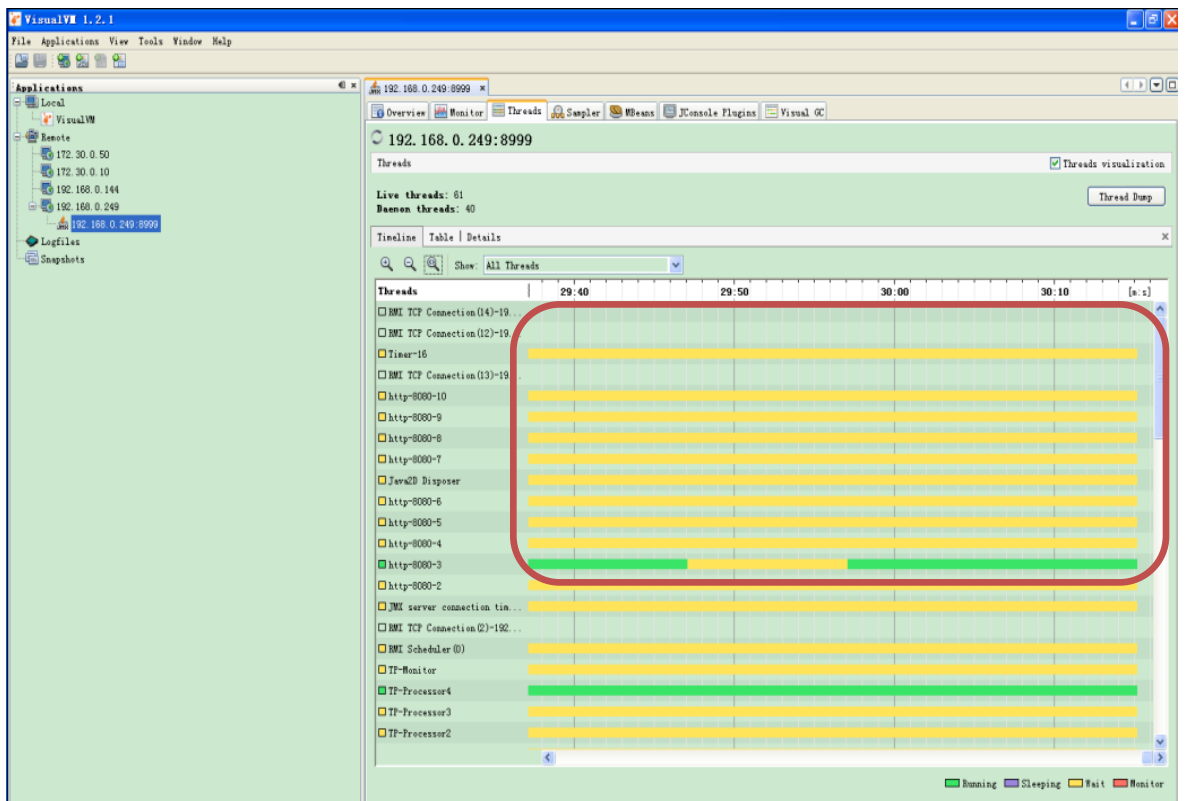 VisualVM 1.2.1
File Applications View Tools Window Help
Applications
Local
VisualVM
Remote
172.30.0.50
172.30.0.10
192.168.0.144
192.168.0.249
192.168.0.249:8999
Logfiles
Snapshots
192.168.0.249:8999
Overview Monitor Threads Sampler MBeans JConsole Plugins Visual GC
192.168.0.249:8999
Threads Threads visualization
Live threads: 61
Daemon threads: 40
Thread Dump
Timeline Table Details
Show: All Threads
Threads 29:40 29:50 30:00 30:10 [m:s]
RMI TCP Connection(14)-19...
RMI TCP Connection(12)-19...
Timer-16
RMI TCP Connection(13)-19...
http-8080-10
http-8080-9
http-8080-8
http-8080-7
Java2D Disposer
http-8080-6
http-8080-5
http-8080-4
http-8080-3
http-8080-2
JMX server connection tim...
RMI TCP Connection(2)-192...
RMI Scheduler(0)
TP-Monitor
TP-Processor4
TP-Processor3
TP-Processor2
Running Sleeping Wait Monitor